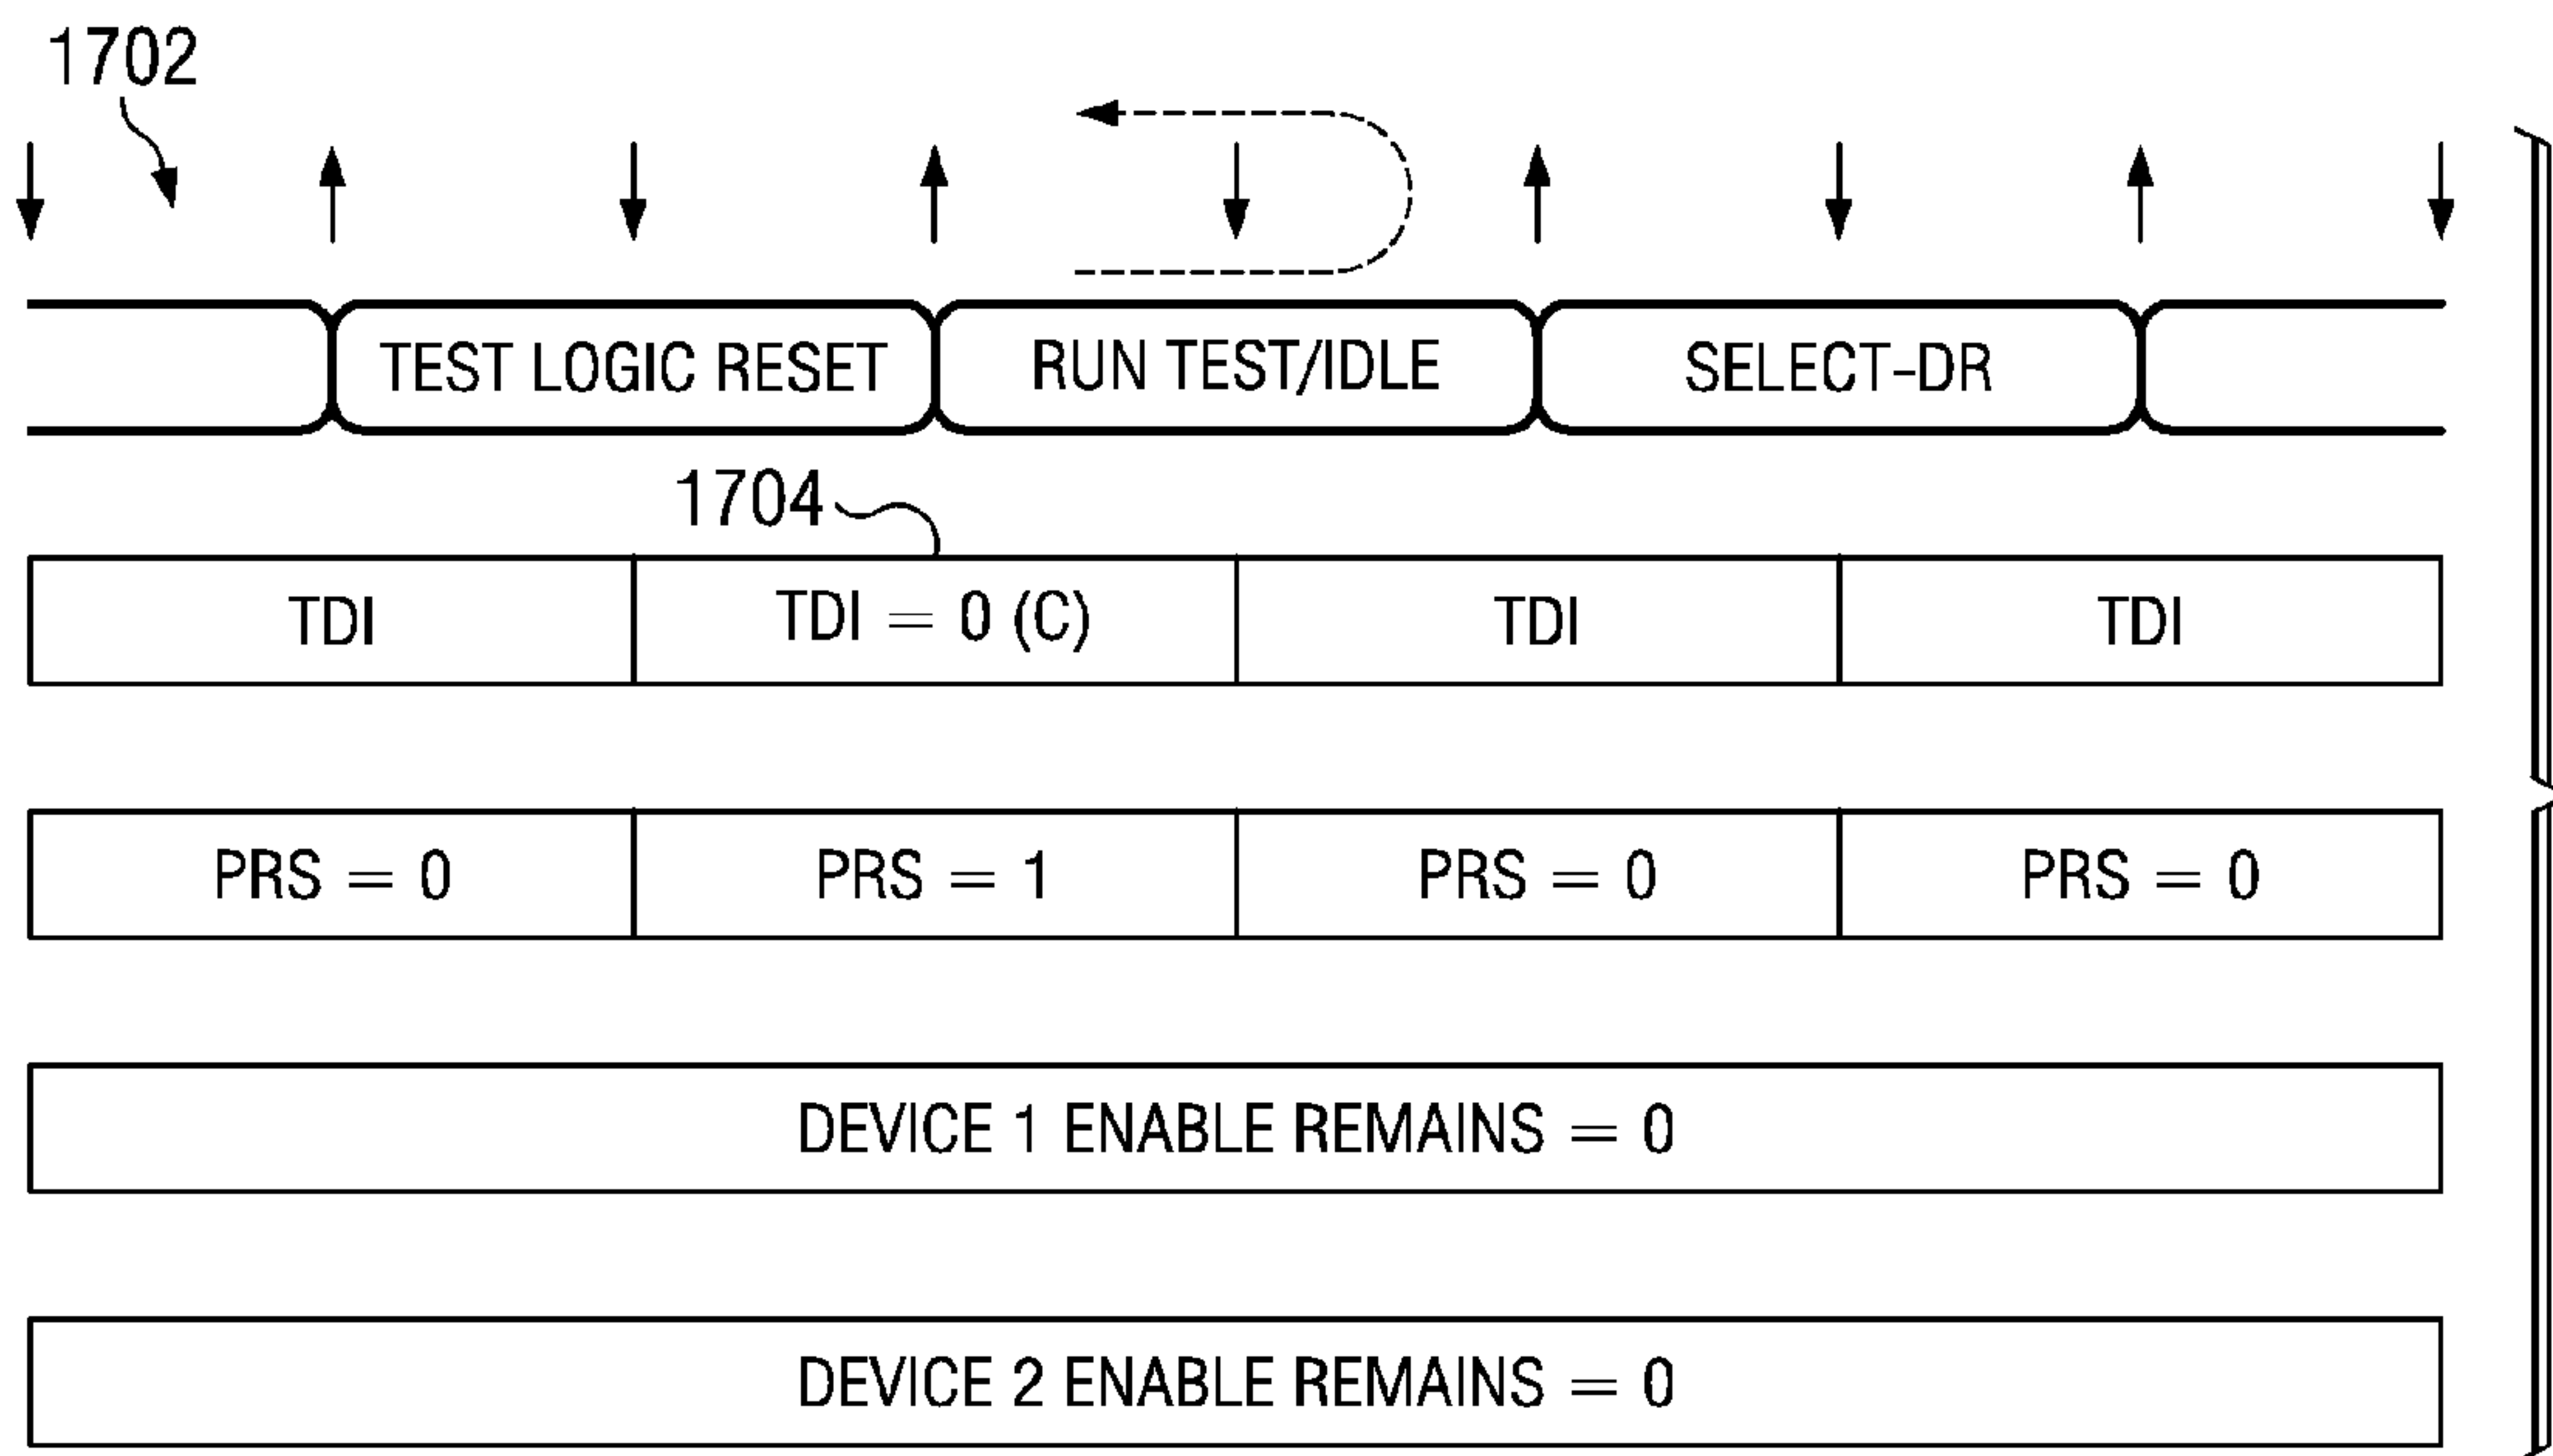 1702
TEST LOGIC RESET RUN TEST/IDLE SELECT-DR
1704
TDI TDI = 0 (C) TDI TDI
PRS = 0 PRS = 1 PRS = 0 PRS = 0
DEVICE 1 ENABLE REMAINS = 0
DEVICE 2 ENABLE REMAINS = 0